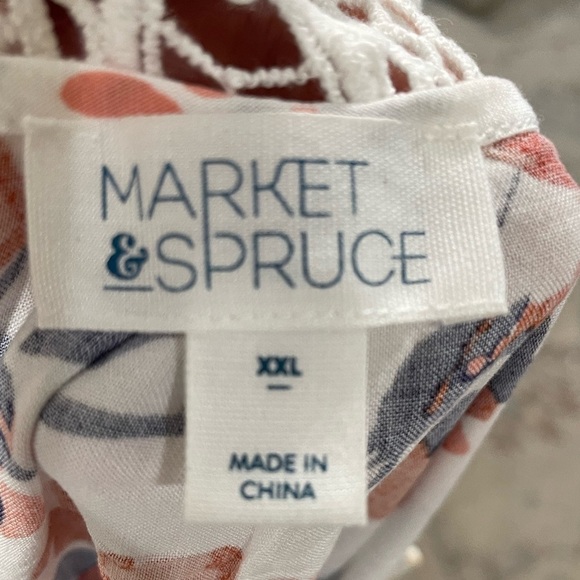 MARKET
&SPRUCE
XXL
MADE IN
CHINA